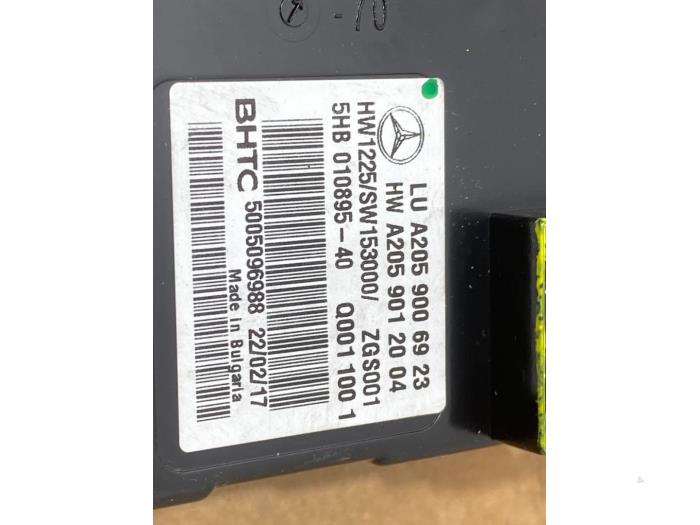 LU A205 900 69 23
HW A205 901 20 04
HW1225/SW153000/ ZGS001
5HB 010895-40 Q001 100 1
BHTC 5005096988 22/02/17
Made in Bulgaria